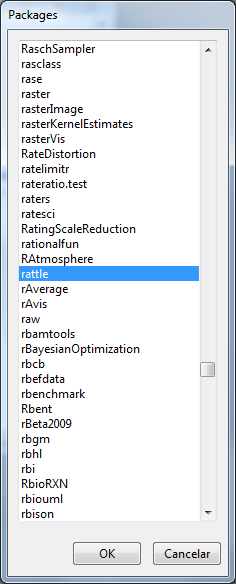 Packages
RaschSampler
rasclass
rase
raster
rasterImage
rasterKernelEstimates
rasterVis
RateDistortion
ratelimitr
rateratio.test
raters
ratesci
RatingScaleReduction
rationalfun
RAtmosphere
rattle
rAverage
rAvis
raw
rbamtools
rBayesianOptimization
rbcb
rbefdata
rbenchmark
Rbent
rBeta2009
rbgm
rbhl
rbi
RbioRXN
rbiouml
rbison
OK
Cancelar